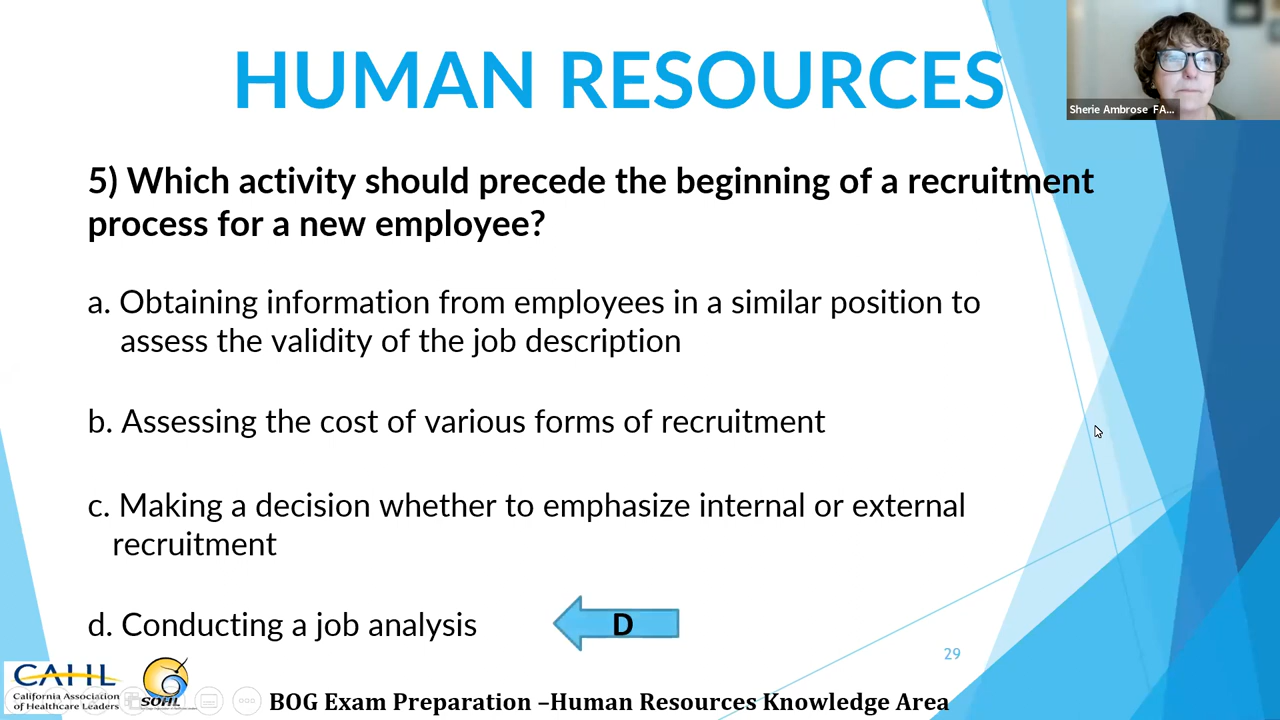 HUMAN RESOURCES
Sherie Ambrose FA...
5) Which activity should precede the beginning of a recruitment
process for a new employee?
a. Obtaining information from employees in a similar position to
assess the validity of the job description
b. Assessing the cost of various forms of recruitment
c. Making a decision whether to emphasize internal or external
recruitment
d. Conducting a job analysis
D
29
CAHL
California Association
of Healthcare Leaders
SOHL
BOG Exam Preparation –Human Resources Knowledge Area